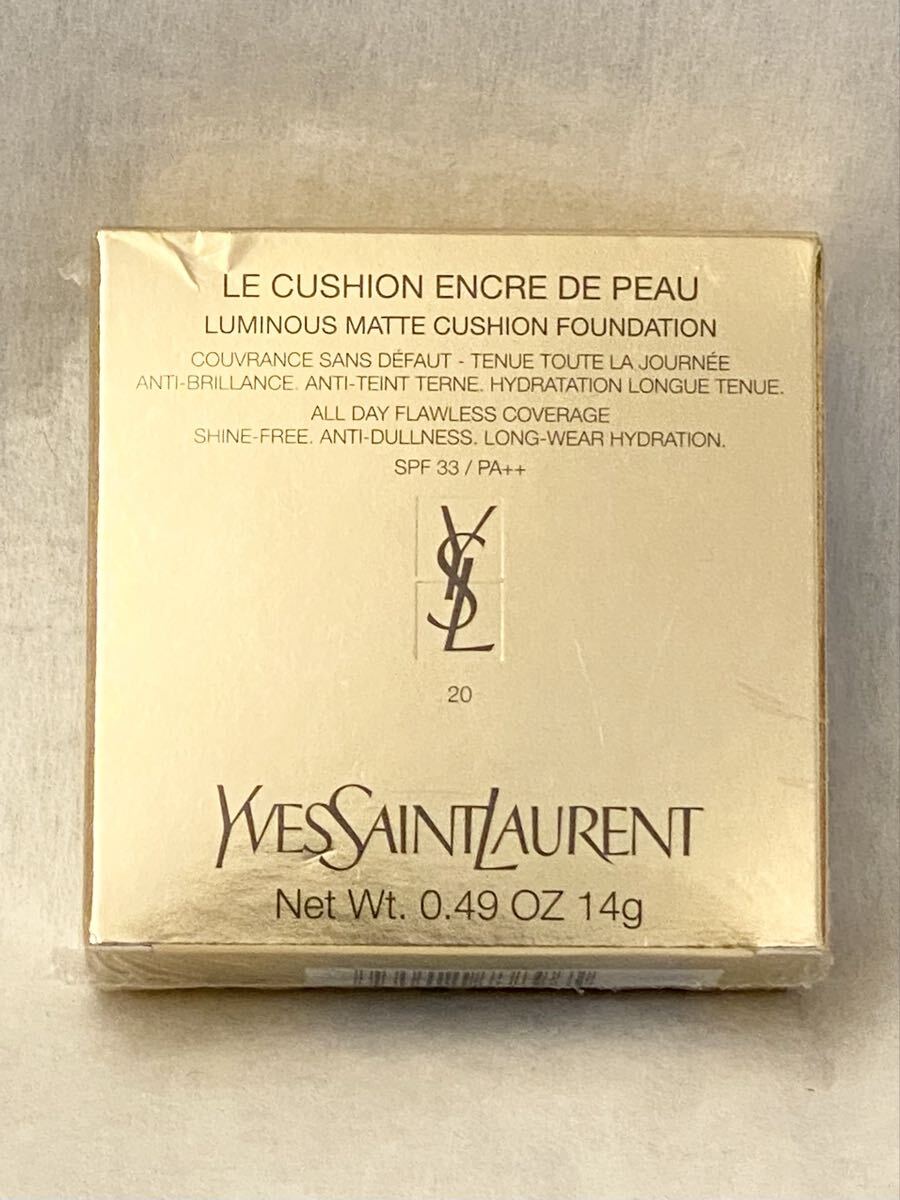 LE CUSHION ENCRE DE PEAU
LUMINOUS MATTE CUSHION FOUNDATION
COUVRANCE SANS DÉFAUT - TENUE TOUTE LA JOURNÉE
ANTI-BRILLANCE. ANTI-TEINT TERNE. HYDRATATION LONGUE TENUE.
ALL DAY FLAWLESS COVERAGE
SHINE-FREE. ANTI-DULLNESS. LONG-WEAR HYDRATION.
SPF 33 / PA++
YSL
20
YVESSAINTLAURENT
Net Wt. 0.49 OZ 14g